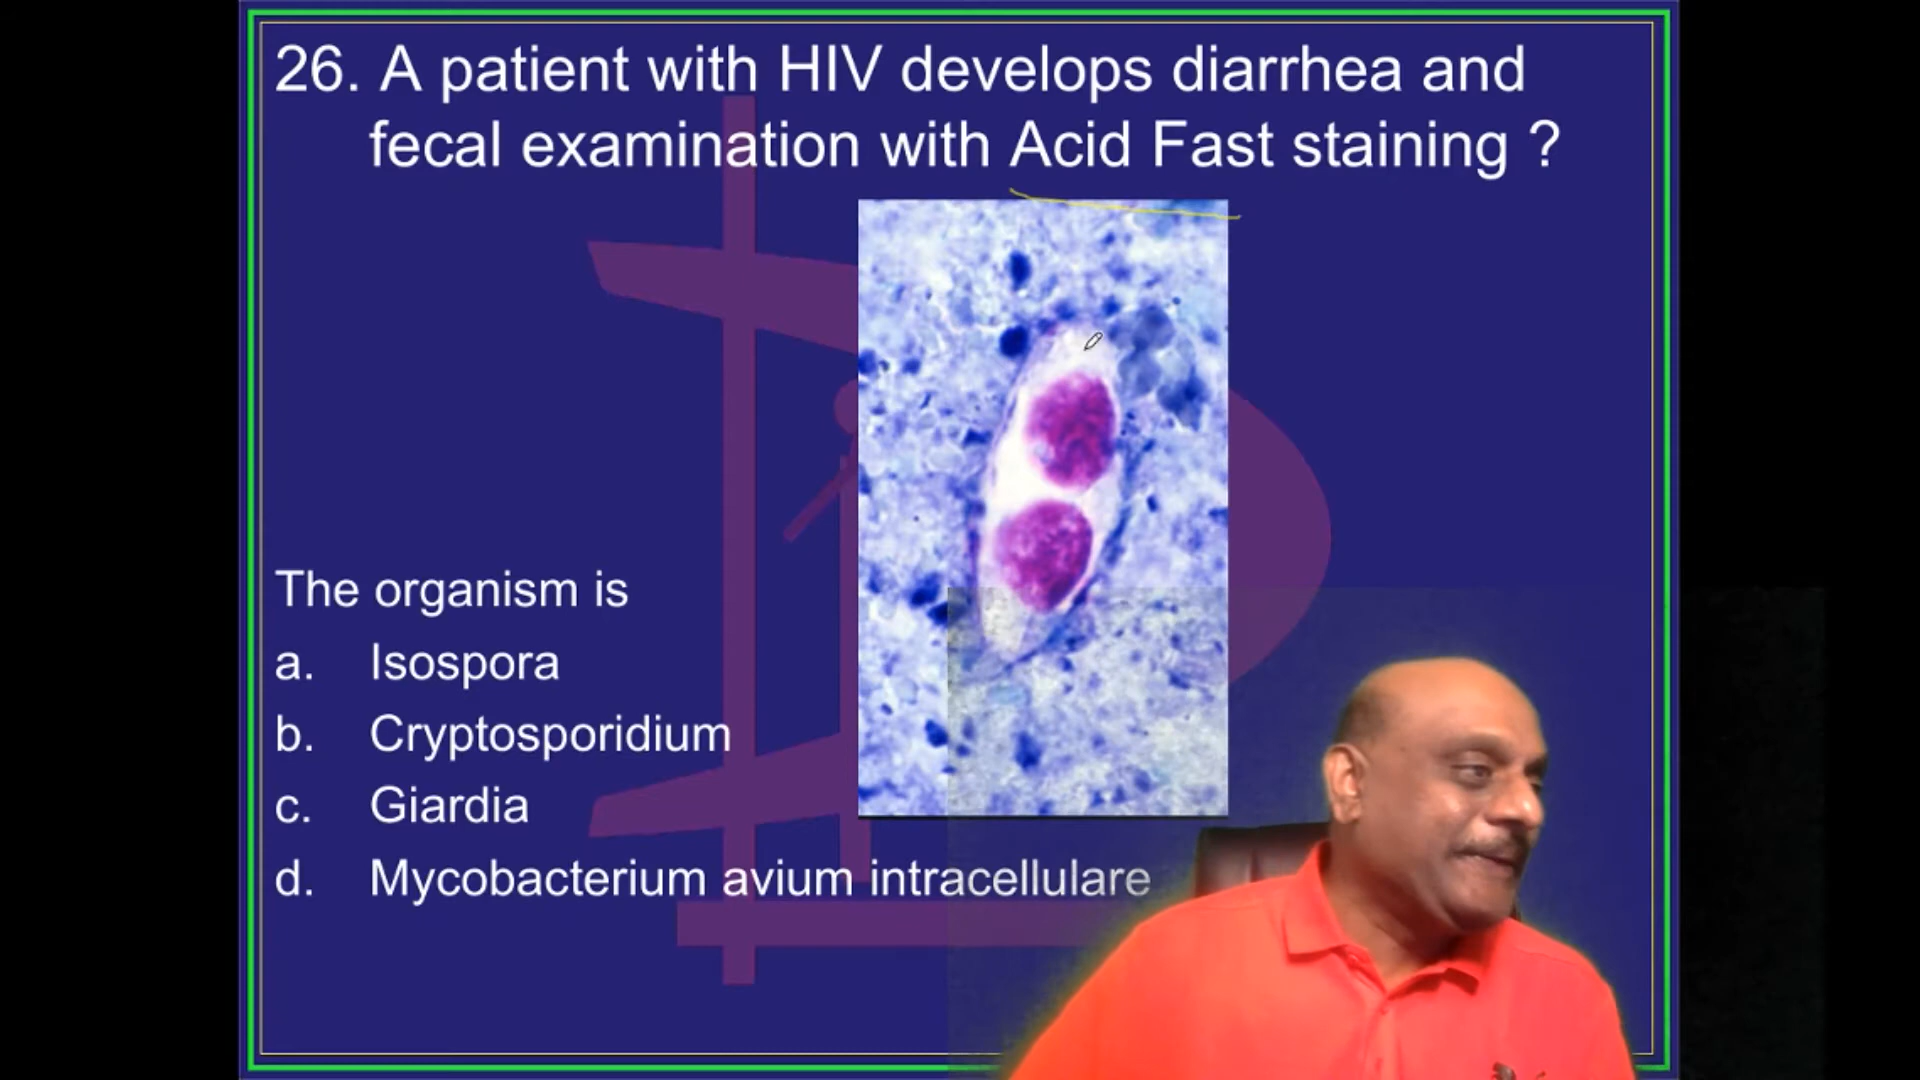 26. A patient with HIV develops diarrhea and
fecal examination with Acid Fast staining ?
The organism is
a. Isospora
b. Cryptosporidium
c. Giardia
d. Mycobacterium avium intracellulare